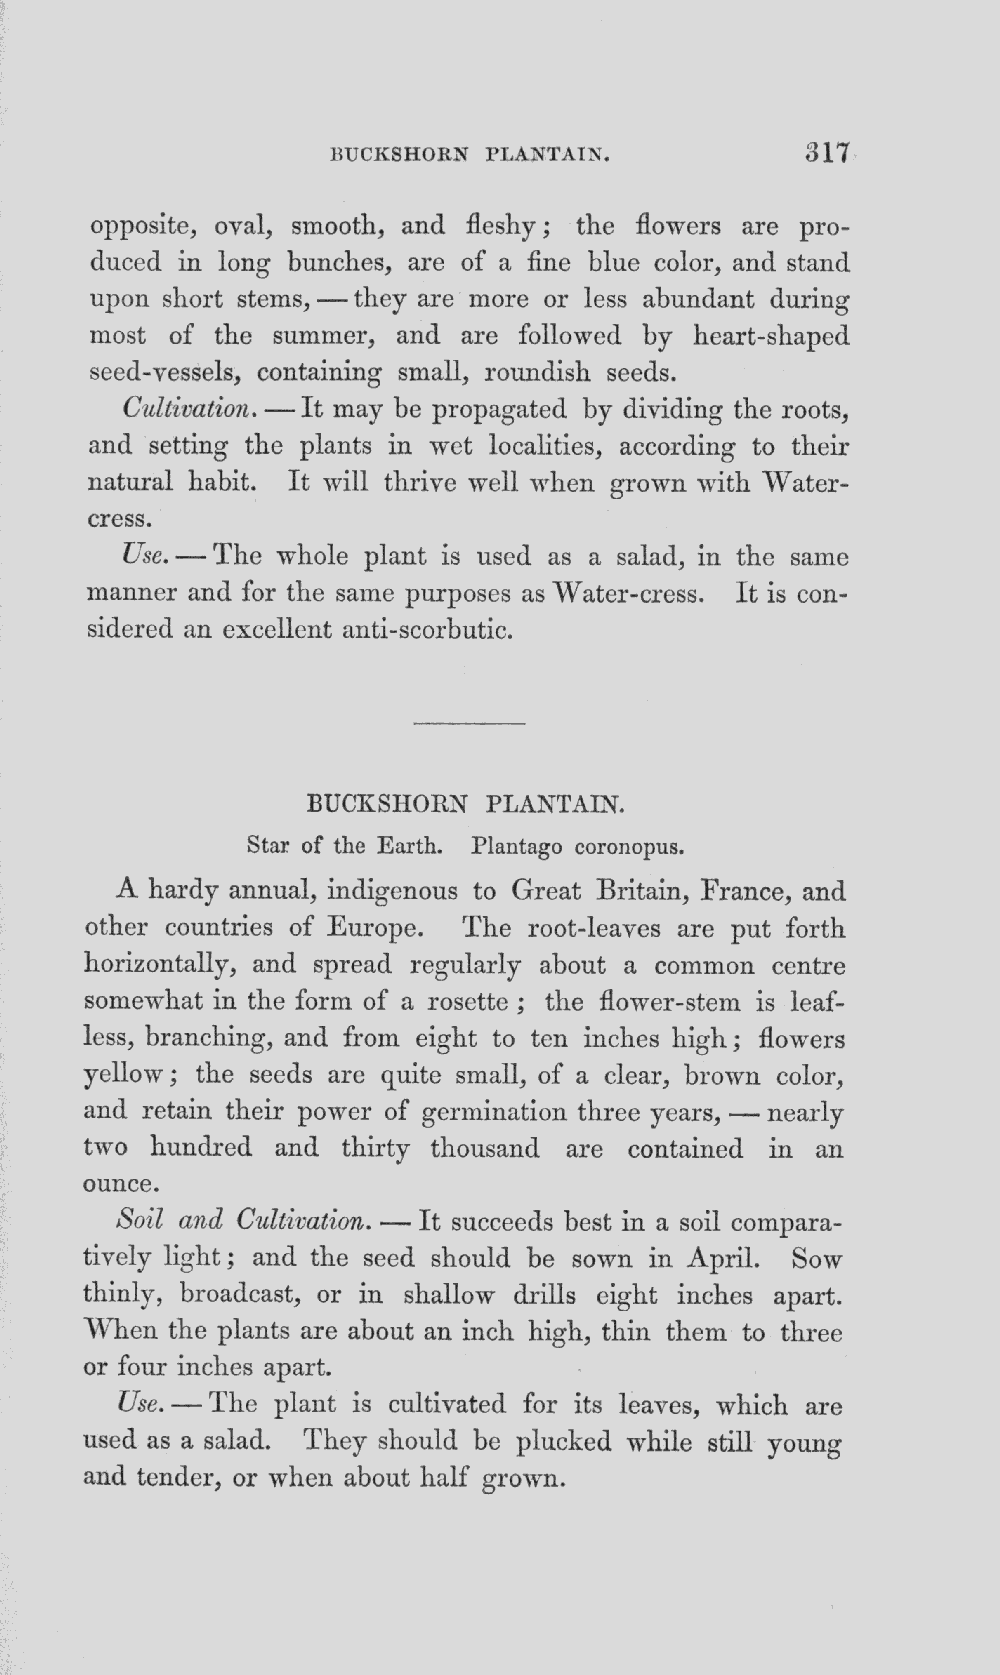 BUCKSHORN PLANTAIN. 317
opposite, oval, smooth, and fleshy; the flowers are pro-
duced in long bunches, are of a fine blue color, and stand
upon short stems, — they are more or less abundant during
most of the summer, and are followed by heart-shaped
seed-vessels, containing small, roundish seeds.
Cultivation. — It may be propagated by dividing the roots,
and setting the plants in wet localities, according to their
natural habit. It will thrive well when grown with Water-
cress.
Use. — The whole plant is used as a salad, in the same
manner and for the same purposes as Water-cress. It is con-
sidered an excellent anti-scorbutic.
BUCKSHORN PLANTAIN.
Star of the Earth. Plantago coronopus.
A hardy annual, indigenous to Great Britain, France, and
other countries of Europe. The root-leaves are put forth
horizontally, and spread regularly about a common centre
somewhat in the form of a rosette; the flower-stem is leaf-
less, branching, and from eight to ten inches high; flowers
yellow; the seeds are quite small, of a clear, brown color,
and retain their power of germination three years, — nearly
two hundred and thirty thousand are contained in an
ounce.
Soil and Cultivation. — It succeeds best in a soil compara-
tively light; and the seed should be sown in April. Sow
thinly, broadcast, or in shallow drills eight inches apart.
When the plants are about an inch high, thin them to three
or four inches apart.
Use. — The plant is cultivated for its leaves, which are
used as a salad. They should be plucked while still young
and tender, or when about half grown.